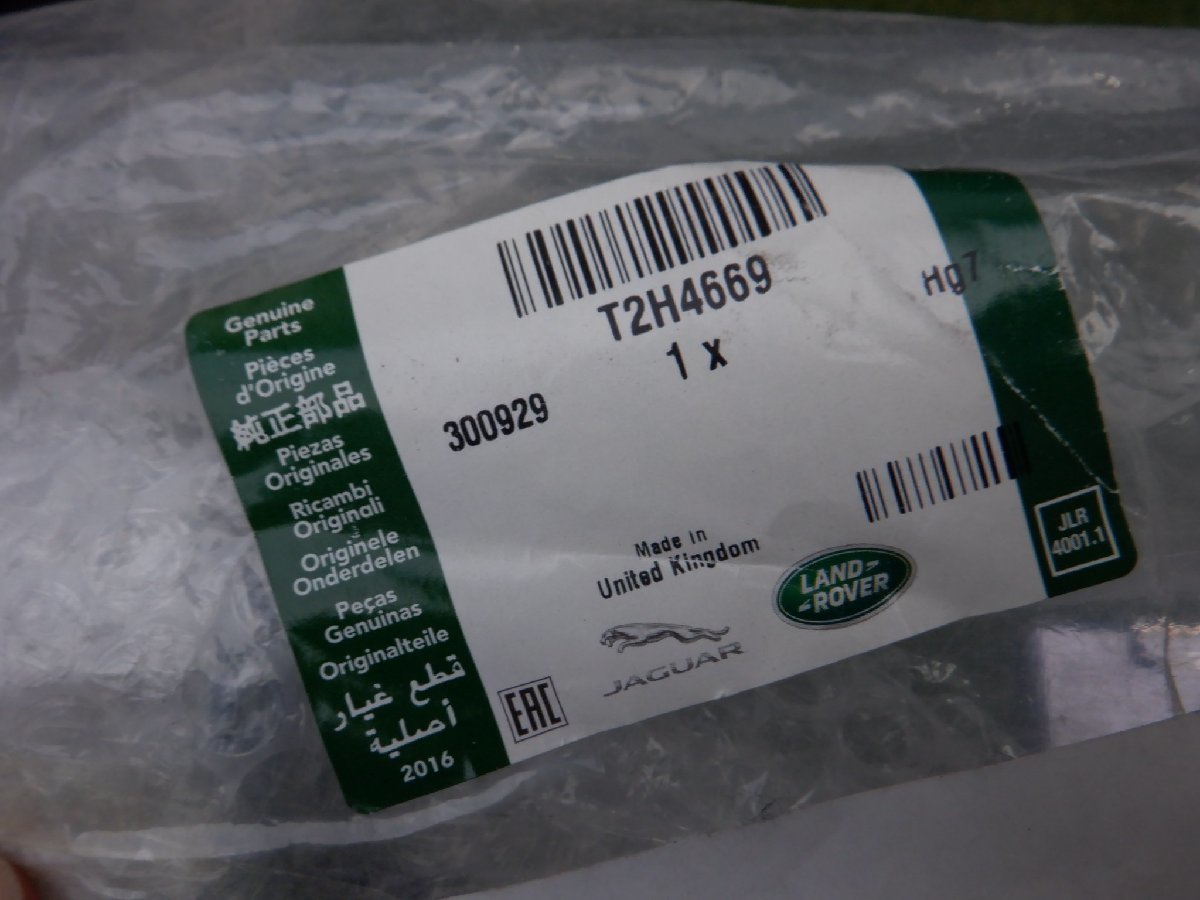 T2H4669
Hg7
1 x
300929
Made in
United Kingdom
LAND
ROVER
JAGUAR
EAC
JLR
4001.1
Genuine
Parts
Pièces
d'Origine
純正部品
Piezas
Originales
Ricambi
Originali
Originele
Onderdelen
Peças
Genuinas
Originalteile
قطع غيار
أصلية
2016